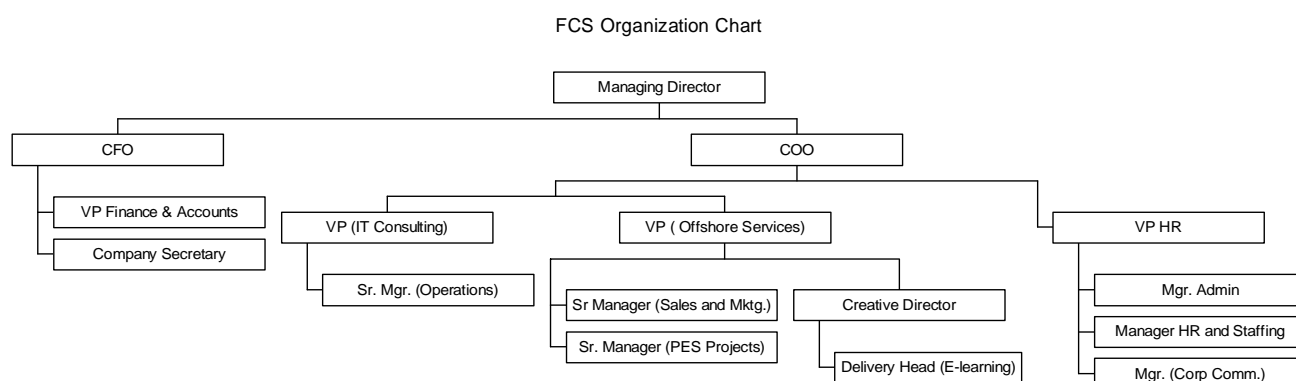 FCS Organization Chart
Managing Director
CFO
COO
VP Finance & Accounts
Company Secretary
VP (IT Consulting)
VP ( Offshore Services)
VP HR
Sr. Mgr. (Operations)
Sr Manager (Sales and Mktg.)
Sr. Manager (PES Projects)
Creative Director
Delivery Head (E-learning)
Mgr. Admin
Manager HR and Staffing
Mgr. (Corp Comm.)